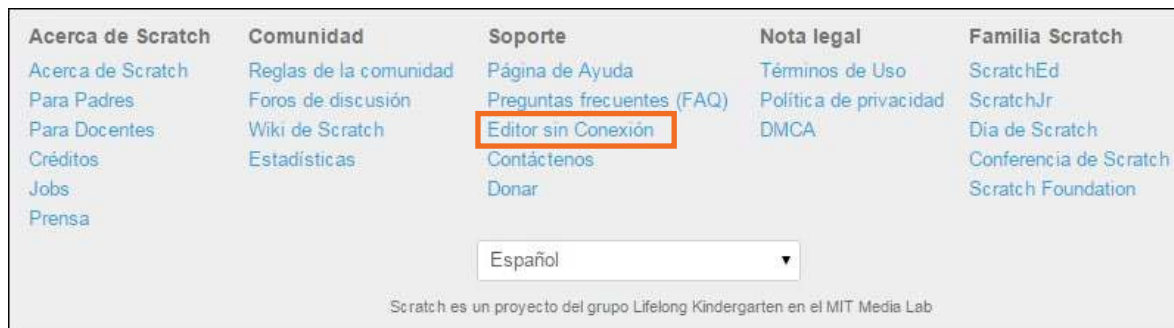 Acerca de Scratch
Acerca de Scratch
Para Padres
Para Docentes
Créditos
Jobs
Prensa
Comunidad
Reglas de la comunidad
Foros de discusión
Wiki de Scratch
Estadísticas
Soporte
Página de Ayuda
Preguntas frecuentes (FAQ)
Editor sin Conexión
Contáctenos
Donar
Nota legal
Términos de Uso
Política de privacidad
DMCA
Familia Scratch
ScratchEd
ScratchJr
Día de Scratch
Conferencia de Scratch
Scratch Foundation
Español
Scratch es un proyecto del grupo Lifelong Kindergarten en el MIT Media Lab